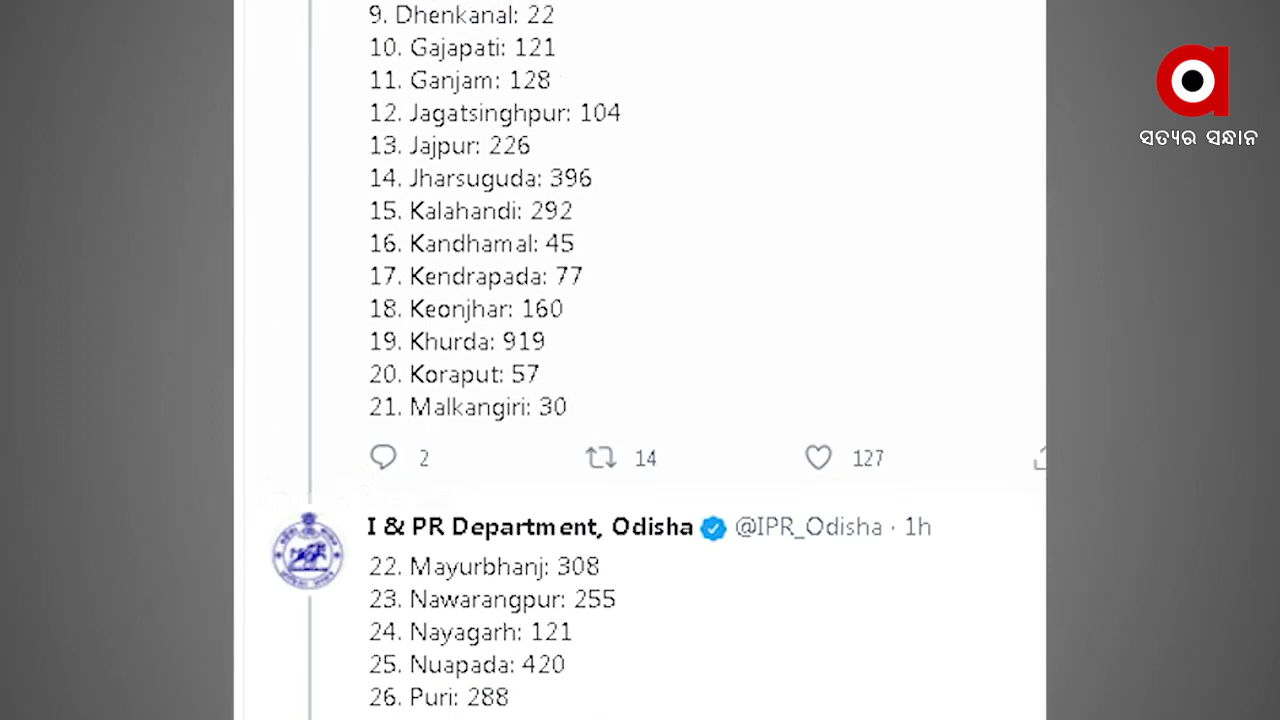 9. Dhenkanal: 22
10. Gajapati: 121
11. Ganjam: 128
12. Jagatsinghpur: 104
13. Jajpur: 226
14. Jharsuguda: 396
15. Kalahandi: 292
16. Kandhamal: 45
17. Kendrapada: 77
18. Keonjhar: 160
19. Khurda: 919
20. Koraput: 57
21. Malkangiri: 30
2 14 127
I & PR Department, Odisha @IPR_Odisha · 1h
22. Mayurbhanj: 308
23. Nawarangpur: 255
24. Nayagarh: 121
25. Nuapada: 420
26. Puri: 288
ସତ୍ୟର ସନ୍ଧାନ